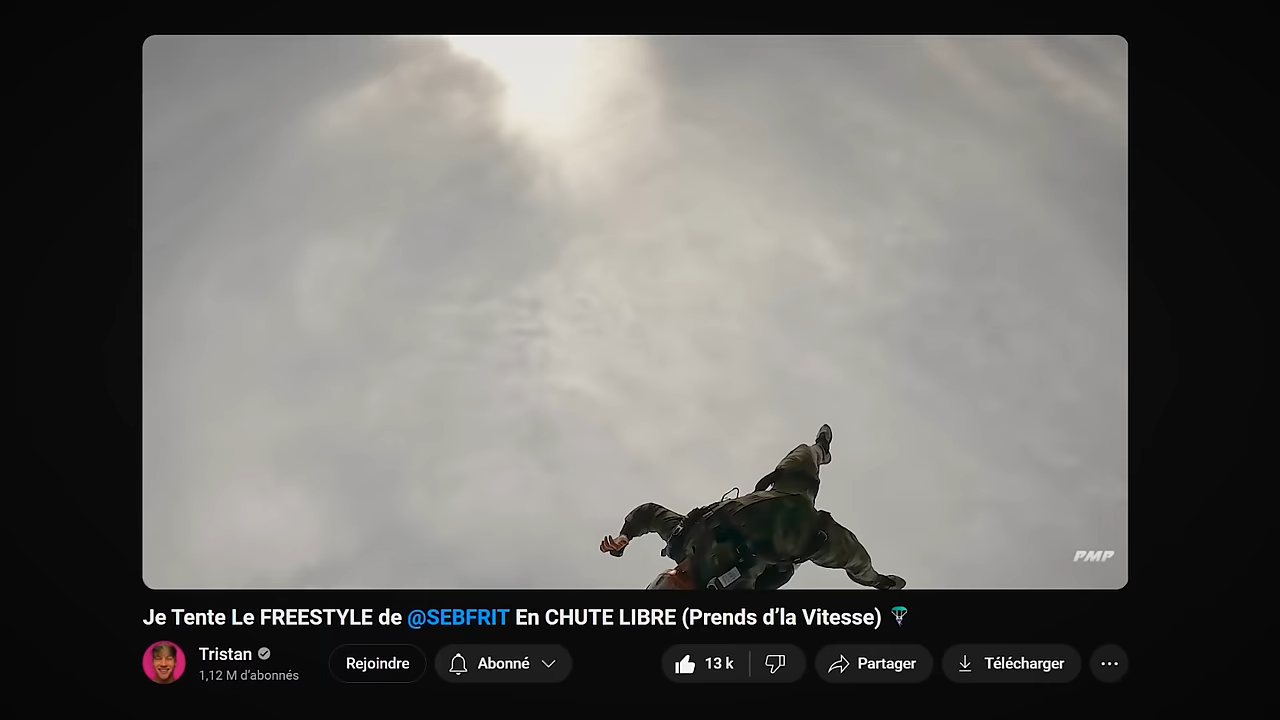 PMP
Je Tente Le FREESTYLE de @SEBFRIT En CHUTE LIBRE (Prends d’la Vitesse)
Tristan
1,12 M d’abonnés
Rejoindre
Abonné
13 k
Partager
Télécharger